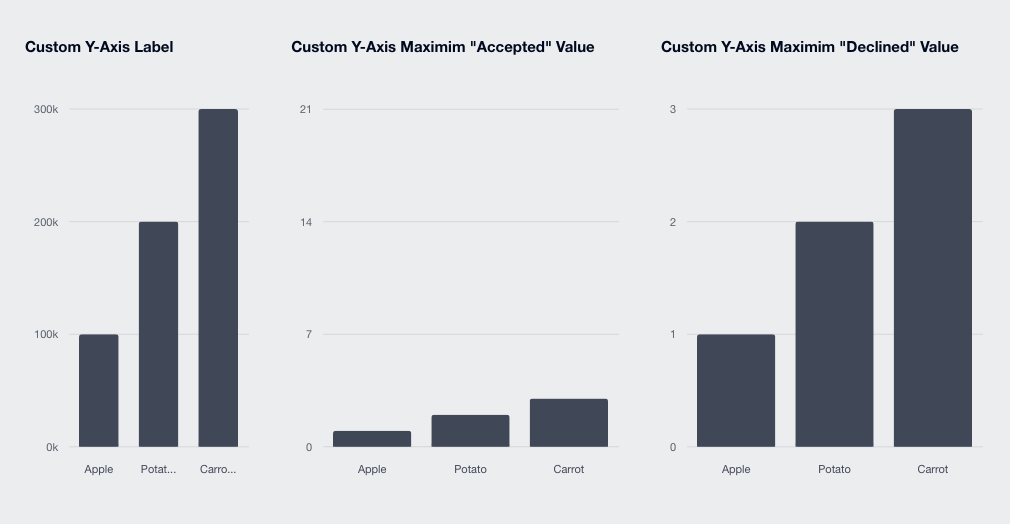 Custom Y-Axis Label
300k
200k
100k
0k
Apple Potat... Carro...
Custom Y-Axis Maximim "Accepted" Value
21
14
7
0
Apple Potato Carrot
Custom Y-Axis Maximim "Declined" Value
3
2
1
0
Apple Potato Carrot